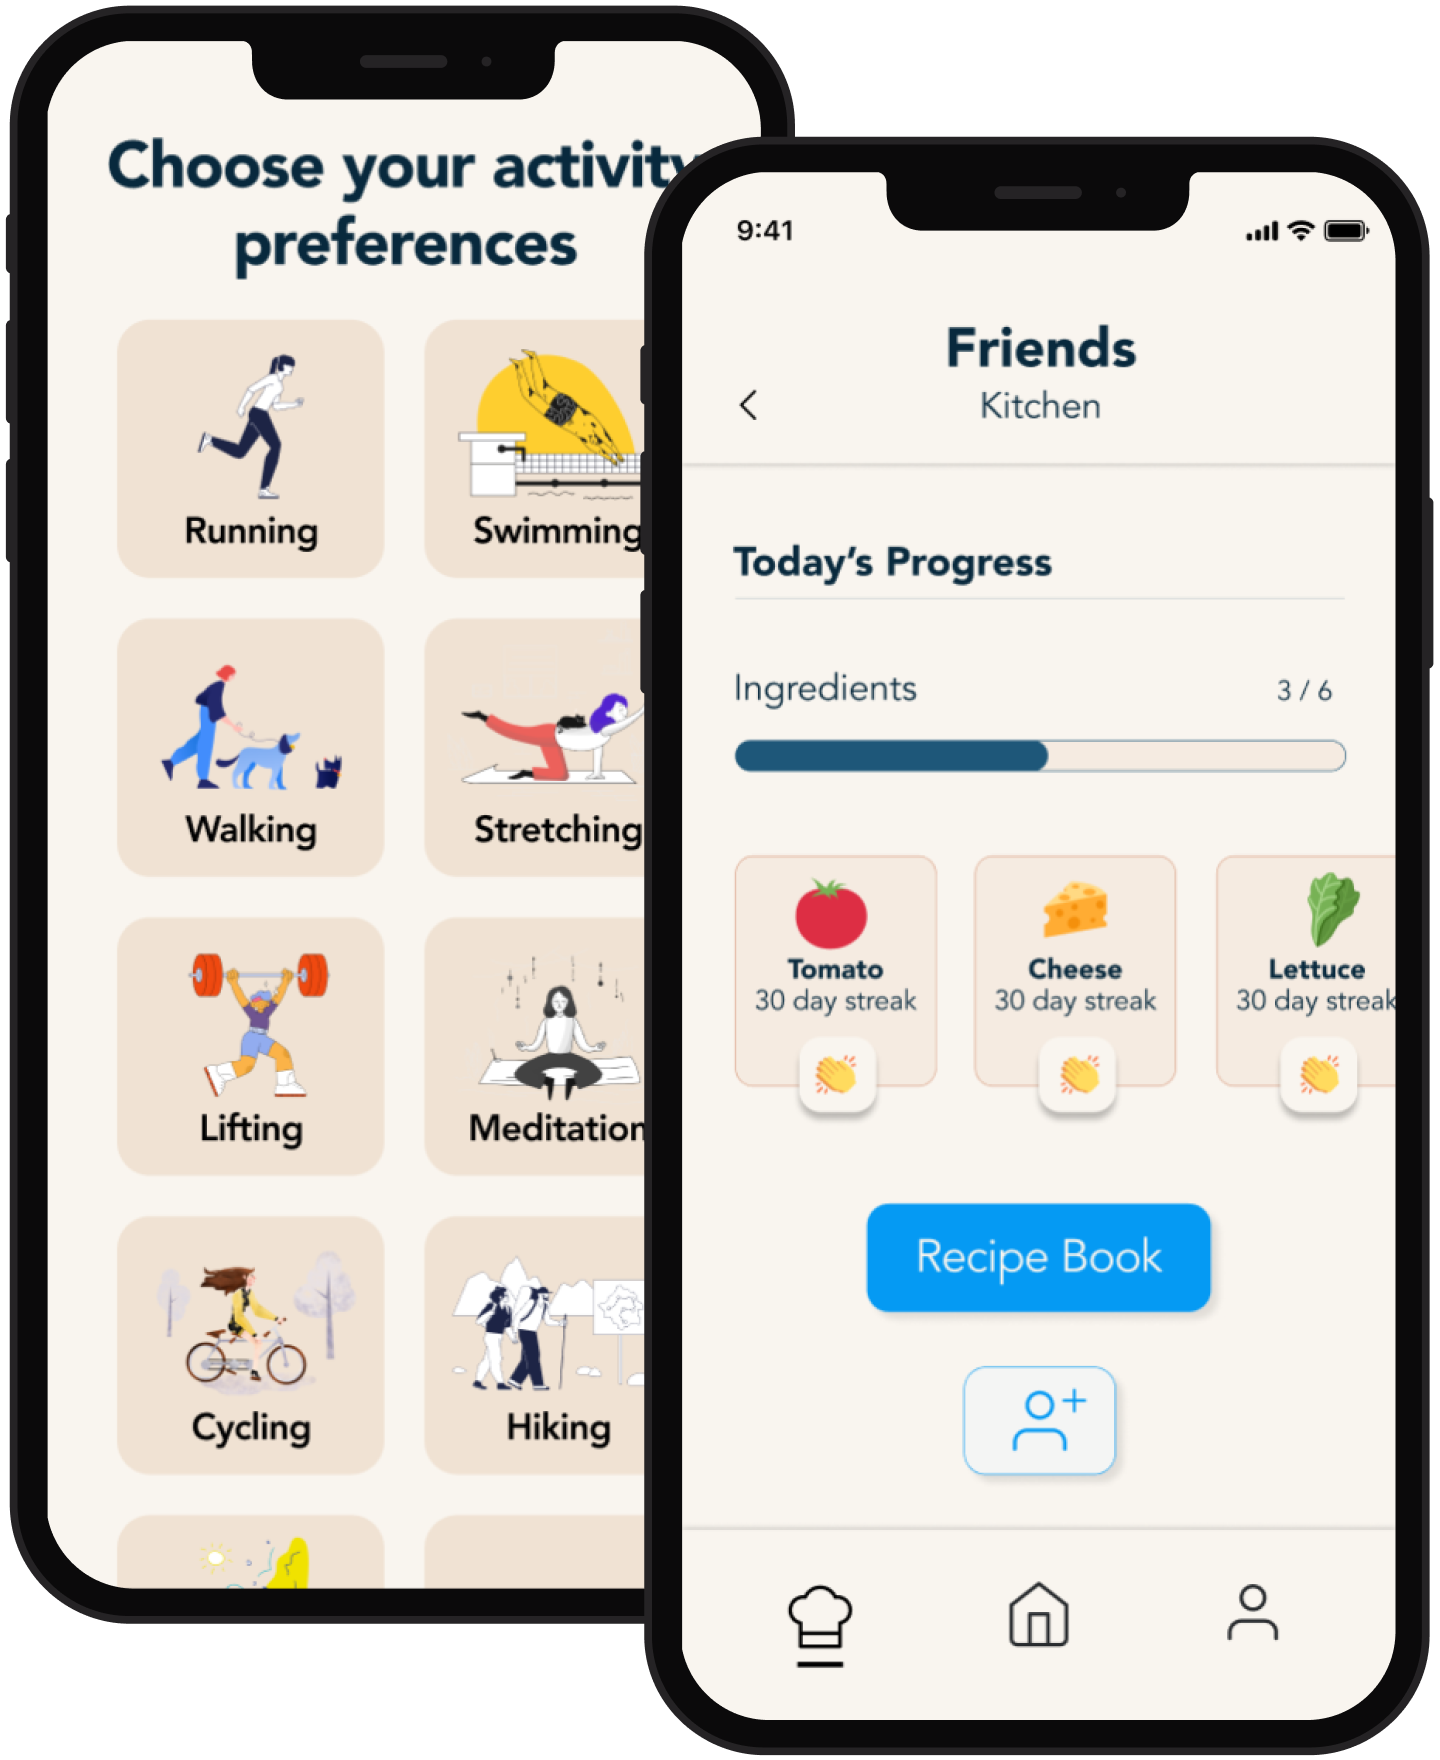 Choose your activity
preferences
Running
Swimming
Walking
Stretching
Lifting
Meditation
Cycling
Hiking
9:41
Friends
Kitchen
Today's Progress
Ingredients
3 / 6
Tomato
30 day streak
Cheese
30 day streak
Lettuce
30 day streak
Recipe Book